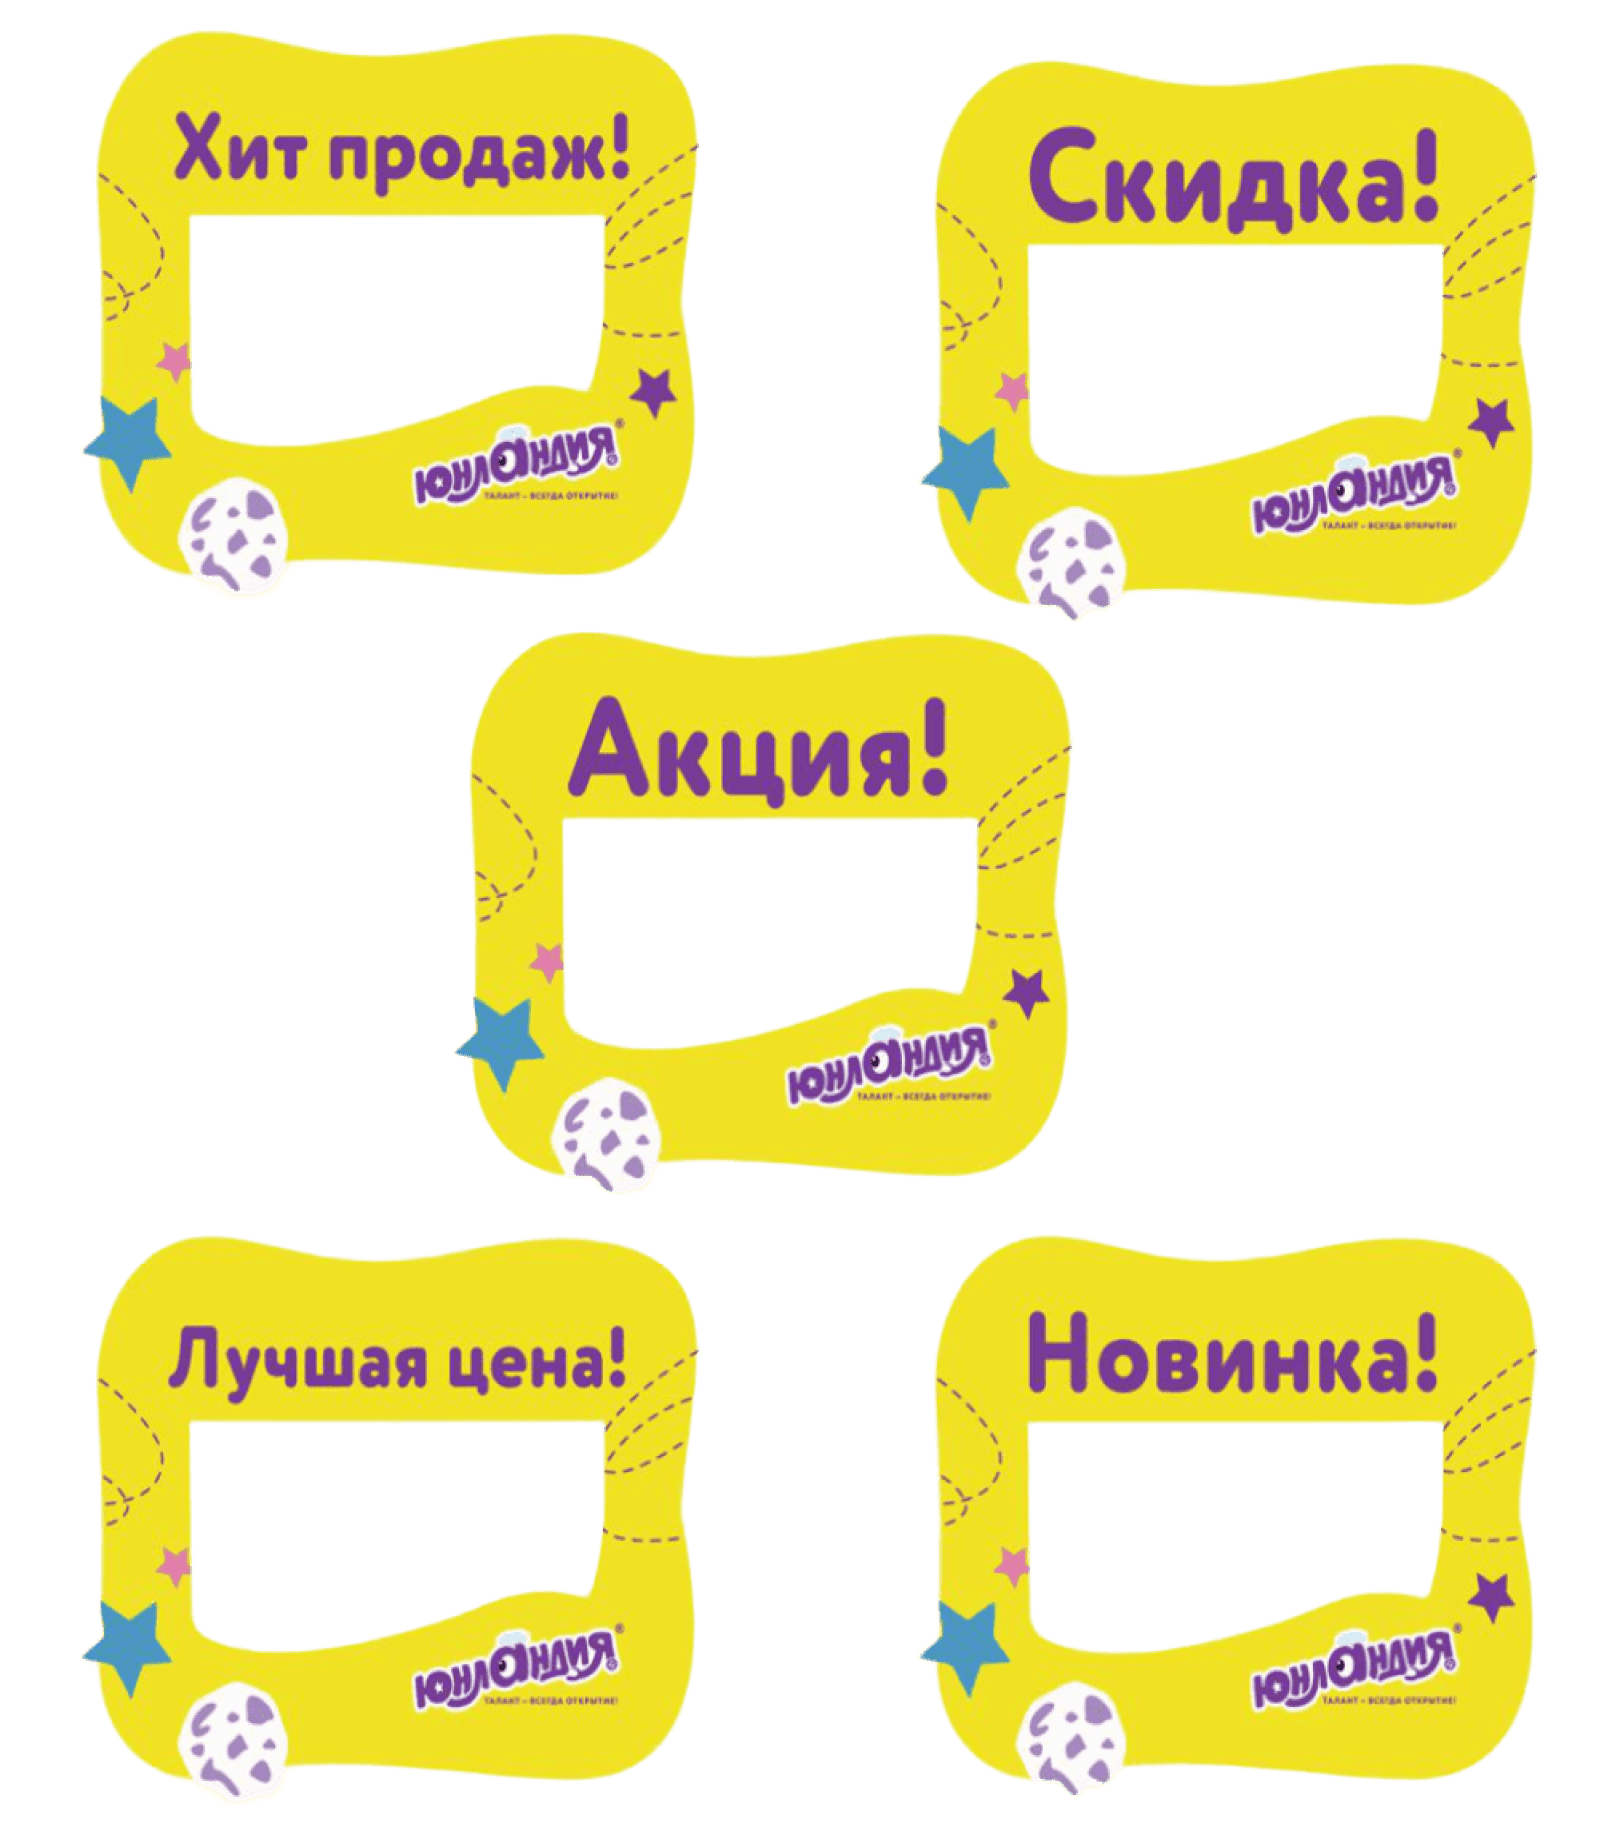 Хит продаж!
ЮНЛАНДИЯ®
ТАЛАНТ – ВСЕГДА ОТКРЫТИЕ!
Скидка!
ЮНЛАНДИЯ®
ТАЛАНТ – ВСЕГДА ОТКРЫТИЕ!
Акция!
ЮНЛАНДИЯ®
ТАЛАНТ – ВСЕГДА ОТКРЫТИЕ!
Лучшая цена!
ЮНЛАНДИЯ®
ТАЛАНТ – ВСЕГДА ОТКРЫТИЕ!
Новинка!
ЮНЛАНДИЯ®
ТАЛАНТ – ВСЕГДА ОТКРЫТИЕ!